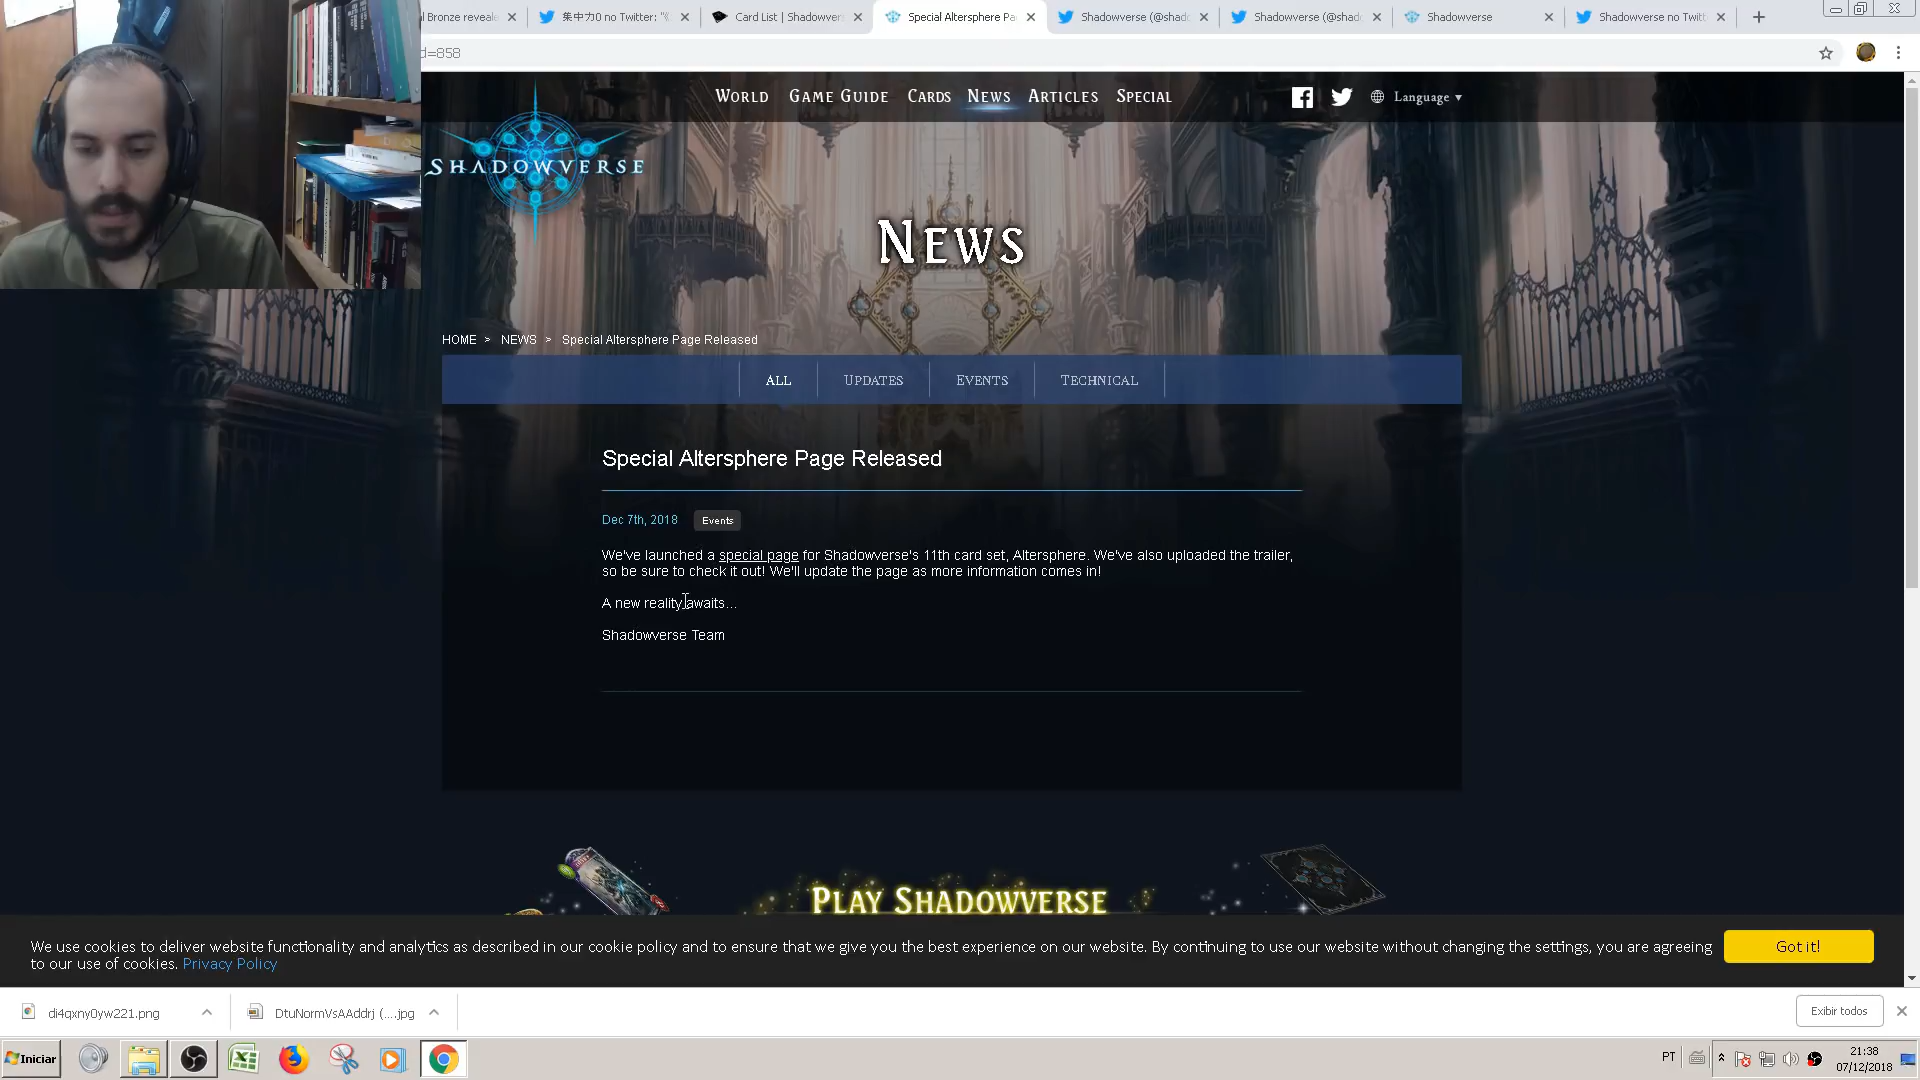 l Bronze reveale
集中力0 no Twitter: "《
Card List | Shadowvers
Special Altersphere Pa
Shadowverse (@shado
Shadowverse (@shado
Shadowverse
Shadowverse no Twitt
d=858
WORLD GAME GUIDE CARDS NEWS ARTICLES SPECIAL
Language
SHADOWVERSE
NEWS
HOME > NEWS > Special Altersphere Page Released
ALL UPDATES EVENTS TECHNICAL
Special Altersphere Page Released
Dec 7th, 2018 Events
We've launched a special page for Shadowverse's 11th card set, Altersphere. We've also uploaded the trailer,
so be sure to check it out! We'll update the page as more information comes in!
A new reality awaits...
Shadowverse Team
PLAY SHADOWVERSE
We use cookies to deliver website functionality and analytics as described in our cookie policy and to ensure that we give you the best experience on our website. By continuing to use our website without changing the settings, you are agreeing
to our use of cookies. Privacy Policy
Got it!
di4qxny0yw221.png
DtuNormVsAAddrj (....jpg
Exibir todos
Iniciar
PT
21:38
07/12/2018